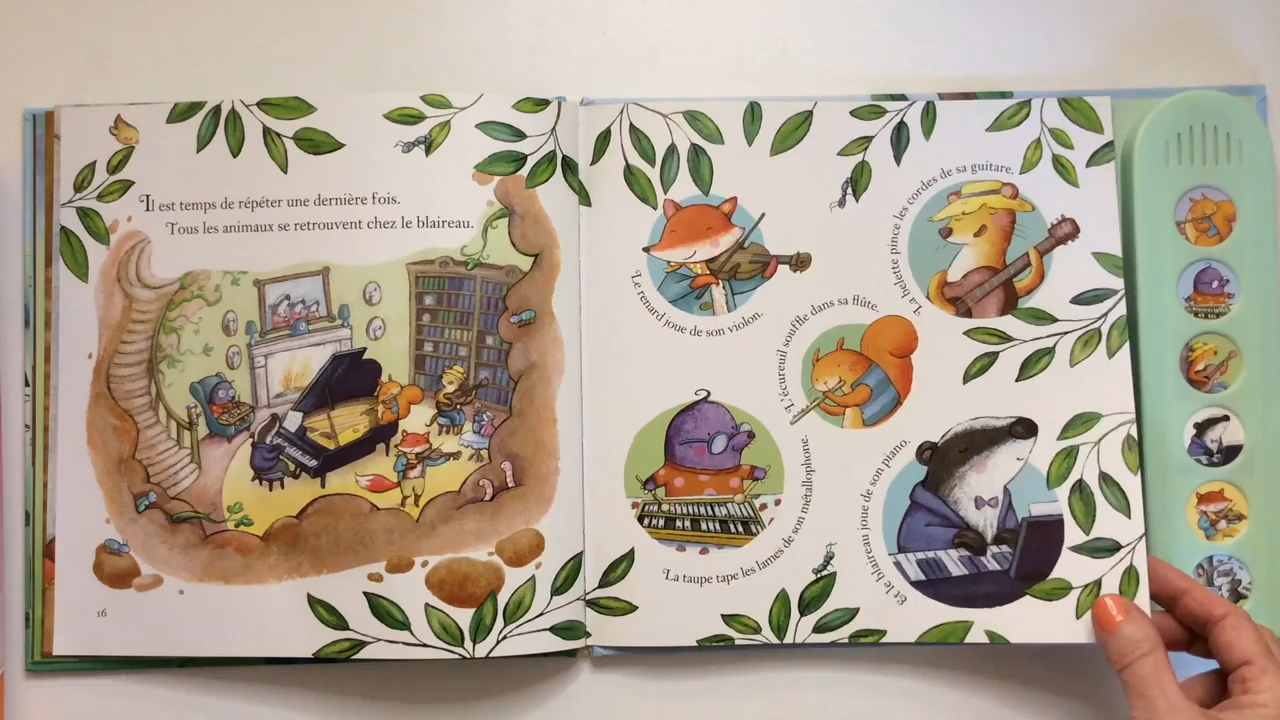 Il est temps de répéter une dernière fois.
Tous les animaux se retrouvent chez le blaireau.
16
Le renard joue de son violon.
La belette pince les cordes de sa guitare.
L'écureuil souffle dans sa flûte.
La taupe tape les lames de son métallophone.
Et le blaireau joue de son piano.